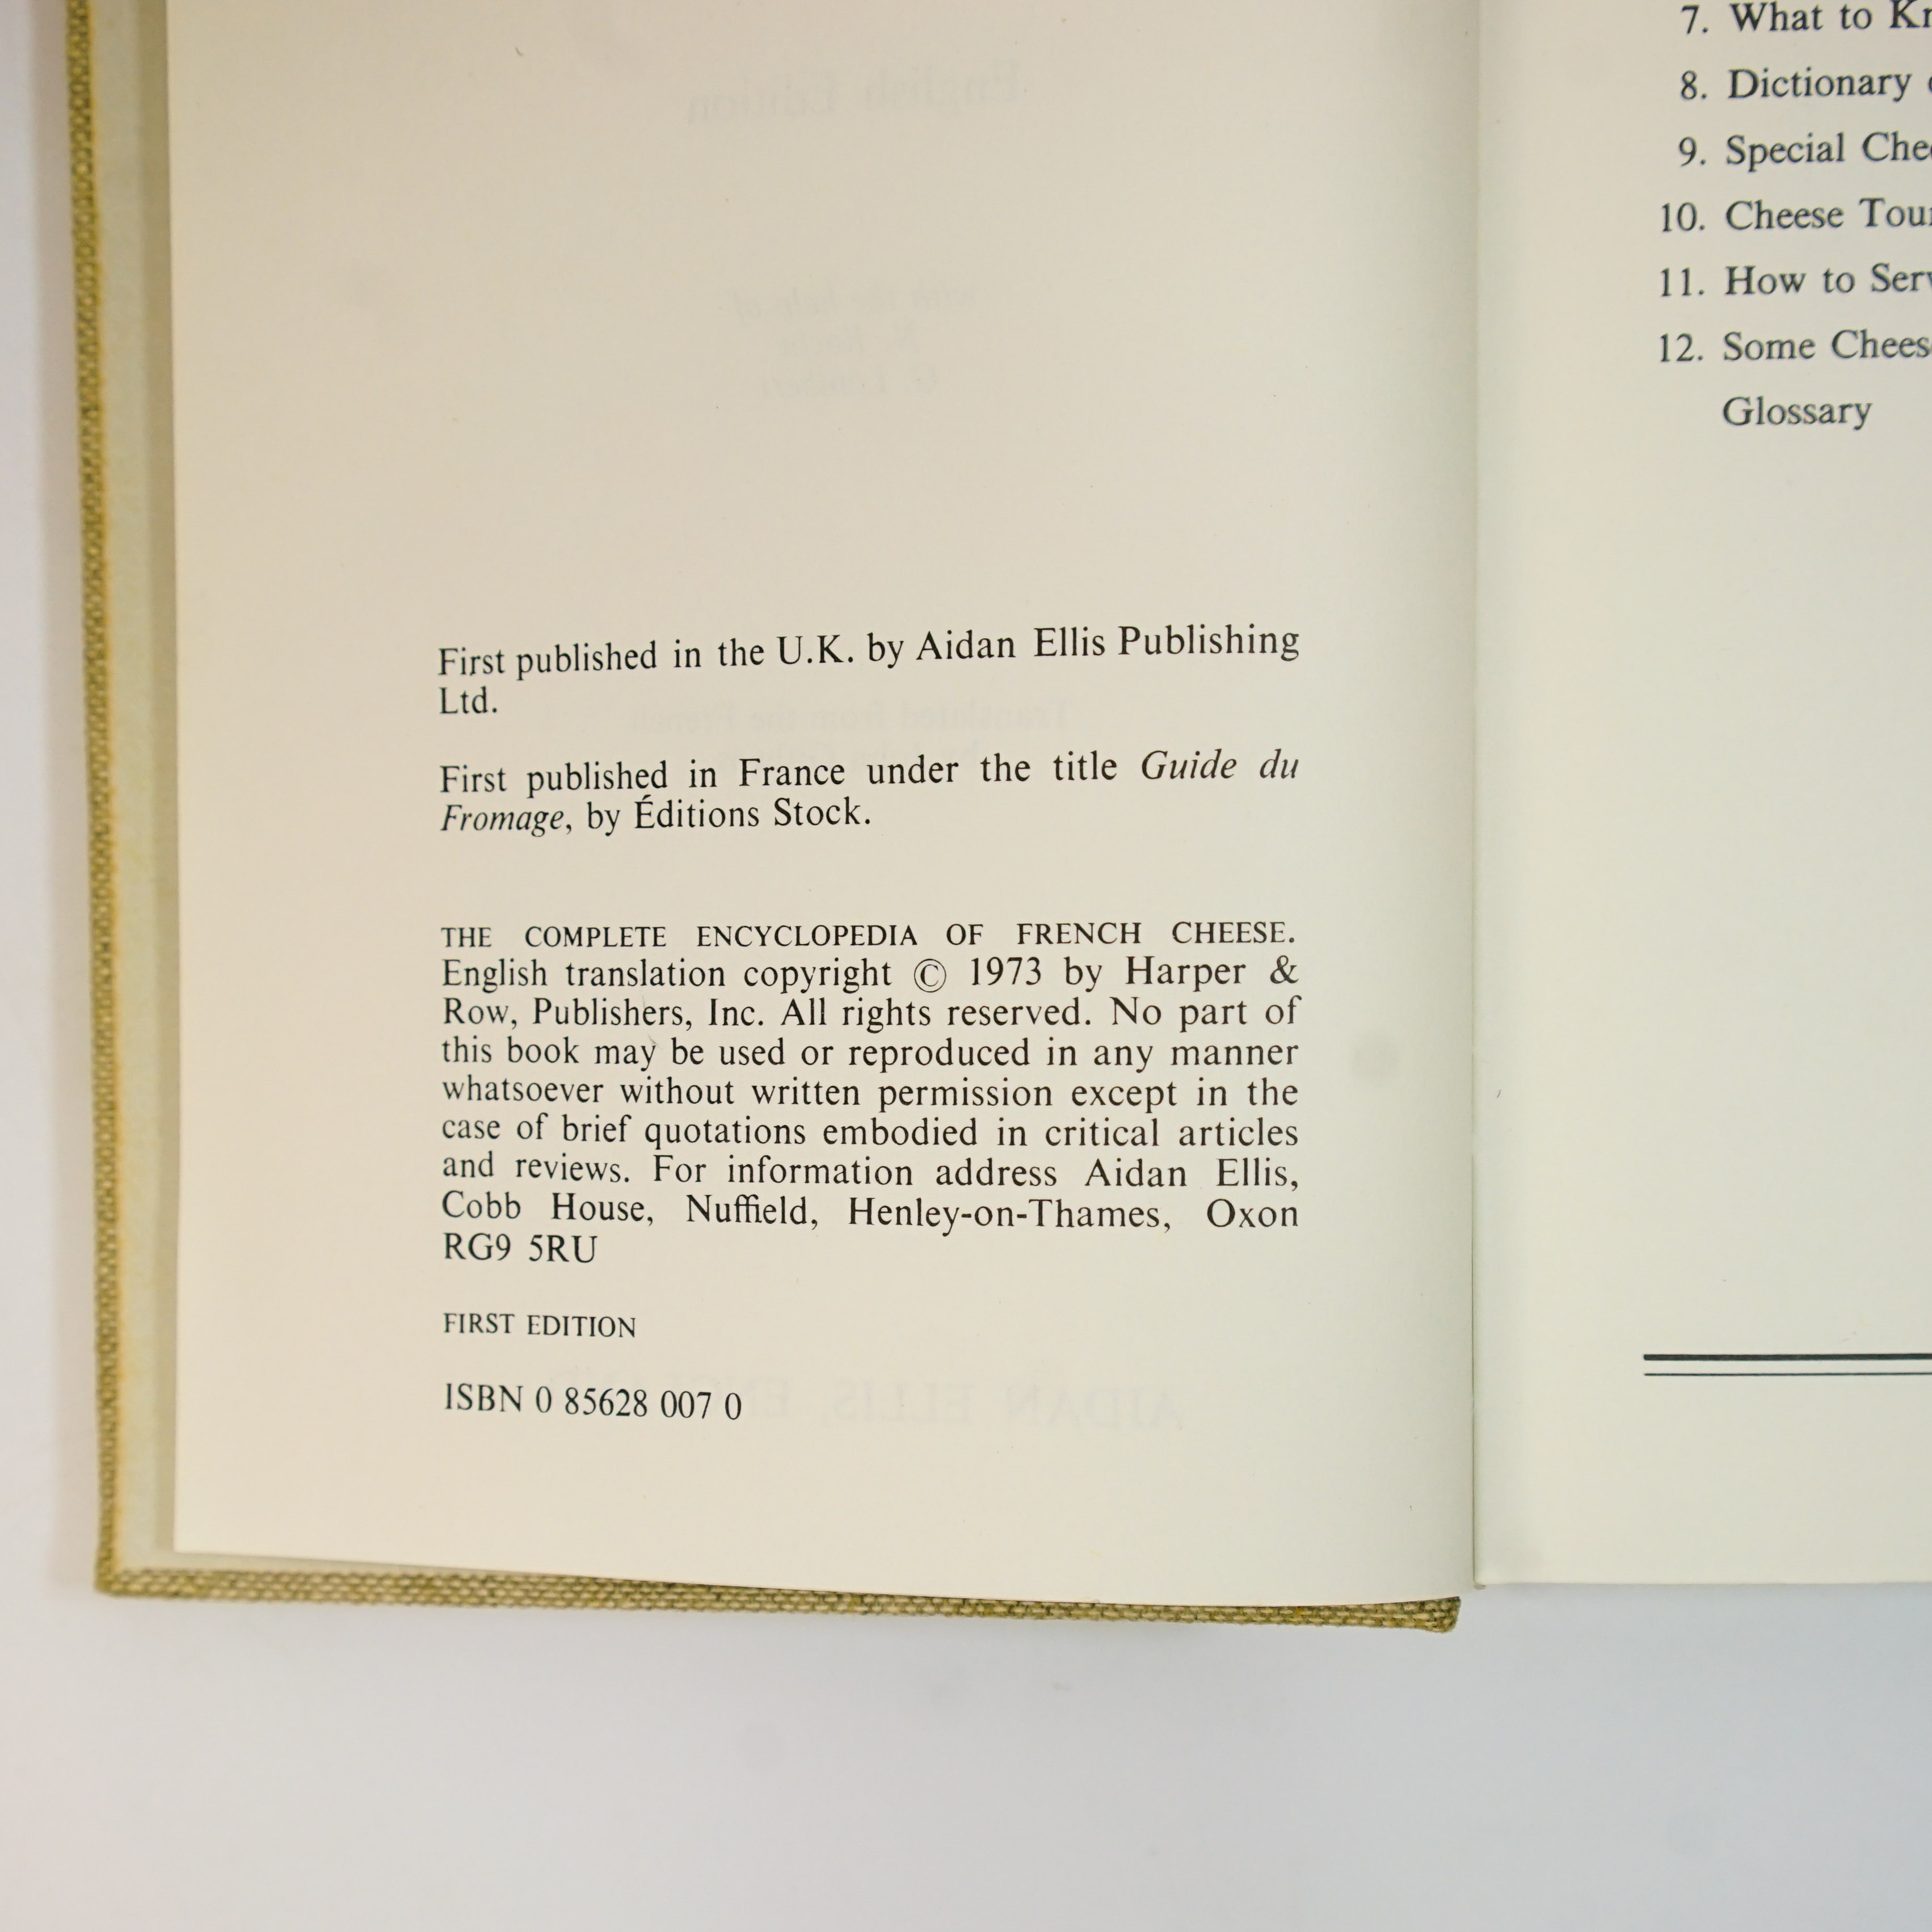 First published in the U.K. by Aidan Ellis Publishing
Ltd.
First published in France under the title Guide du
Fromage, by Éditions Stock.
THE COMPLETE ENCYCLOPEDIA OF FRENCH CHEESE.
English translation copyright © 1973 by Harper &
Row, Publishers, Inc. All rights reserved. No part of
this book may be used or reproduced in any manner
whatsoever without written permission except in the
case of brief quotations embodied in critical articles
and reviews. For information address Aidan Ellis,
Cobb House, Nuffield, Henley-on-Thames, Oxon
RG9 5RU
FIRST EDITION
ISBN 0 85628 007 0
7. What to
8. Dictionary
9. Special
10. Cheese
11. How to
12. Some
Glossary